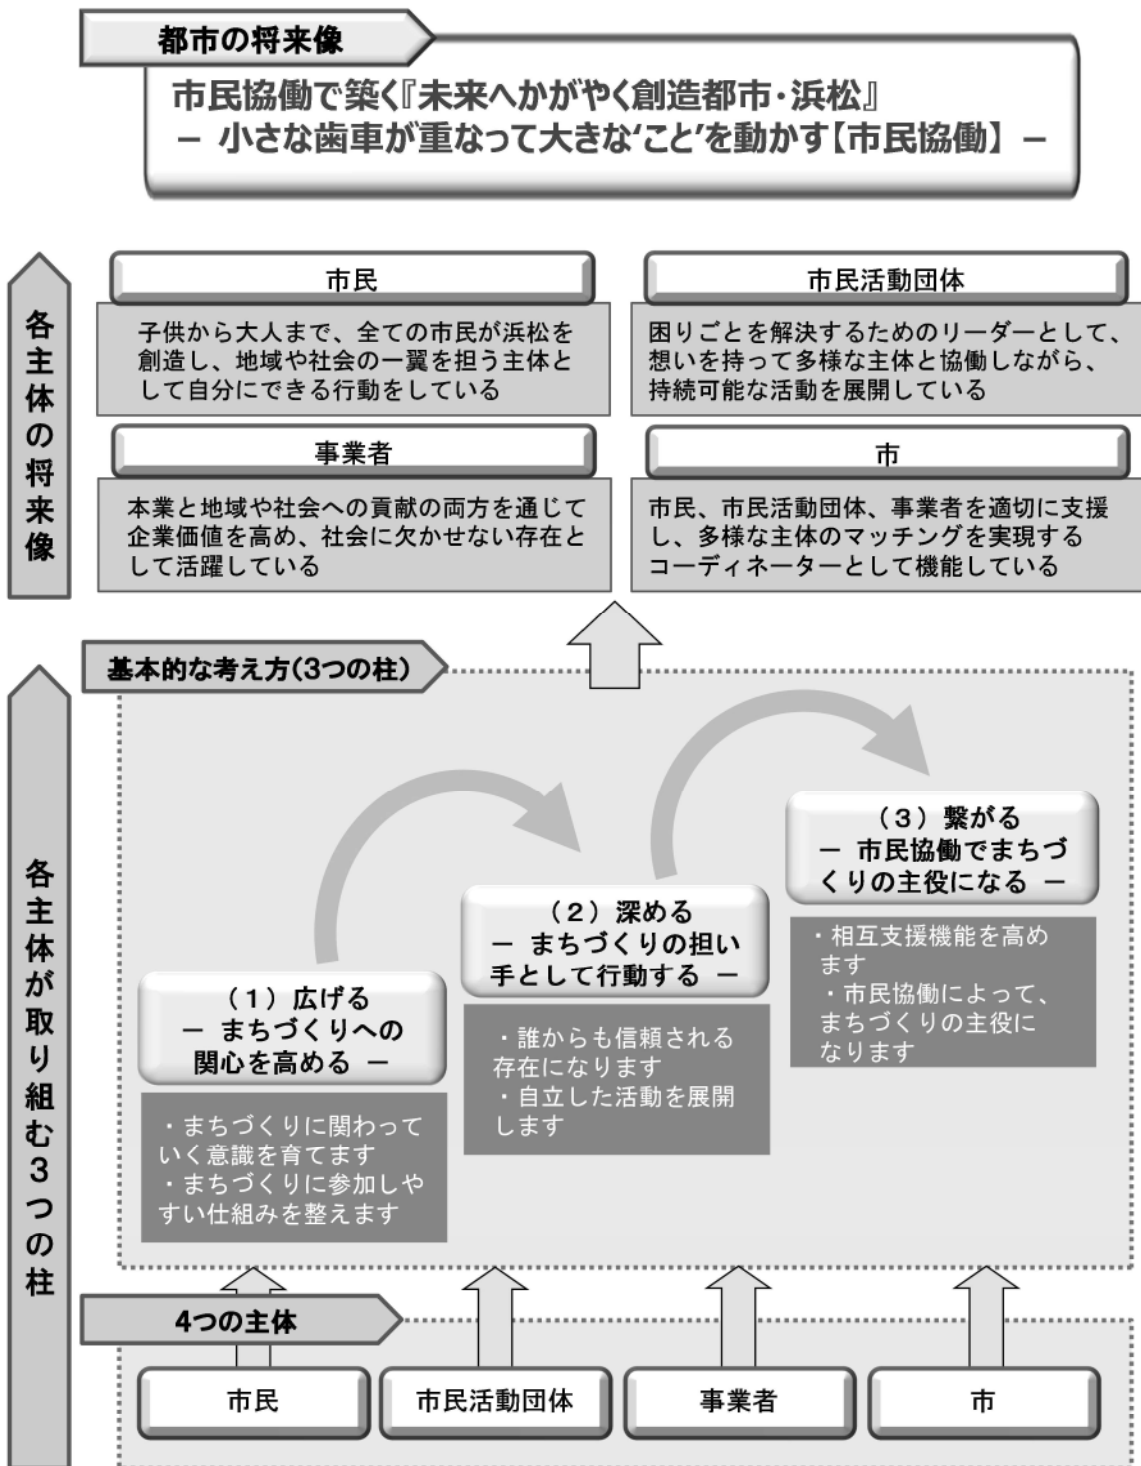 都市の将来像
市民協働で築く『未来へかがやく創造都市・浜松』
－ 小さな歯車が重なって大きな‘こと’を動かす【市民協働】 －
各主体の将来像
市民
子供から大人まで、全ての市民が浜松を
創造し、地域や社会の一翼を担う主体と
して自分にできる行動をしている
市民活動団体
困りごとを解決するためのリーダーとして、
想いを持って多様な主体と協働しながら、
持続可能な活動を展開している
事業者
本業と地域や社会への貢献の両方を通じて
企業価値を高め、社会に欠かせない存在と
して活躍している
市
市民、市民活動団体、事業者を適切に支援
し、多様な主体のマッチングを実現する
コーディネーターとして機能している
各主体が取り組む３つの柱
基本的な考え方(３つの柱)
（１）広げる
－ まちづくりへの
関心を高める －
・まちづくりに関わって
いく意識を育てます
・まちづくりに参加しや
すい仕組みを整えます
（２）深める
－ まちづくりの担い
手として行動する －
・誰からも信頼される
存在になります
・自立した活動を展開
します
（３）繋がる
－ 市民協働でまちづ
くりの主役になる －
・相互支援機能を高め
ます
・市民協働によって、
まちづくりの主役に
なります
4つの主体
市民
市民活動団体
事業者
市